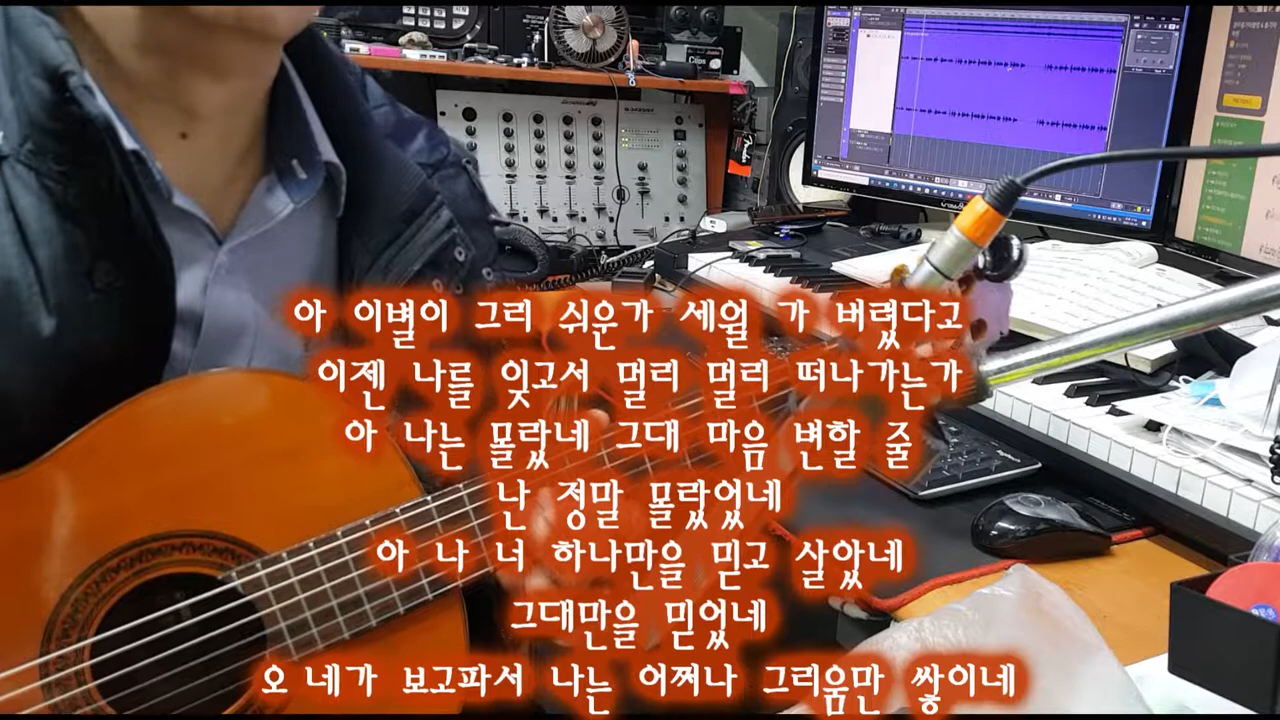 아 이별이 그리 쉬운가 세월 가 버렸다고
이젠 나를 잊고서 멀리 멀리 떠나가는가
아 나는 몰랐네 그대 마음 변할 줄
난 정말 몰랐었네
아 나 너 하나만을 믿고 살았네
그대만을 믿었네
오 네가 보고파서 나는 어쩌나 그리움만 쌓이네
Clips
Fender